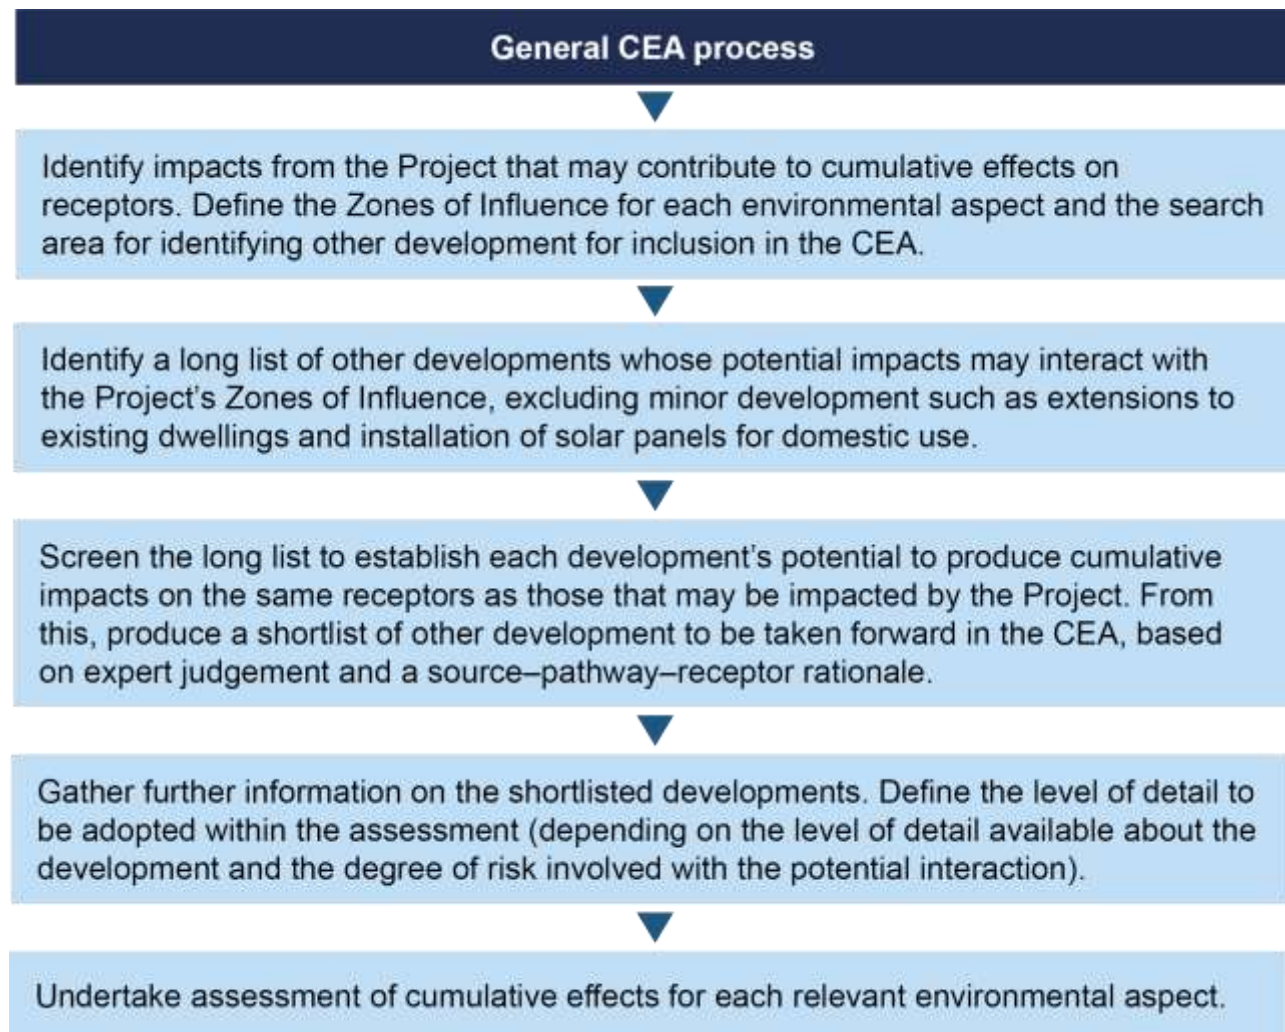 General CEA process
Identify impacts from the Project that may contribute to cumulative effects on
receptors. Define the Zones of Influence for each environmental aspect and the search
area for identifying other development for inclusion in the CEA.
Identify a long list of other developments whose potential impacts may interact with
the Project's Zones of Influence, excluding minor development such as extensions to
existing dwellings and installation of solar panels for domestic use.
Screen the long list to establish each development's potential to produce cumulative
impacts on the same receptors as those that may be impacted by the Project. From
this, produce a shortlist of other development to be taken forward in the CEA, based
on expert judgement and a source–pathway–receptor rationale.
Gather further information on the shortlisted developments. Define the level of detail to
be adopted within the assessment (depending on the level of detail available about the
development and the degree of risk involved with the potential interaction).
Undertake assessment of cumulative effects for each relevant environmental aspect.